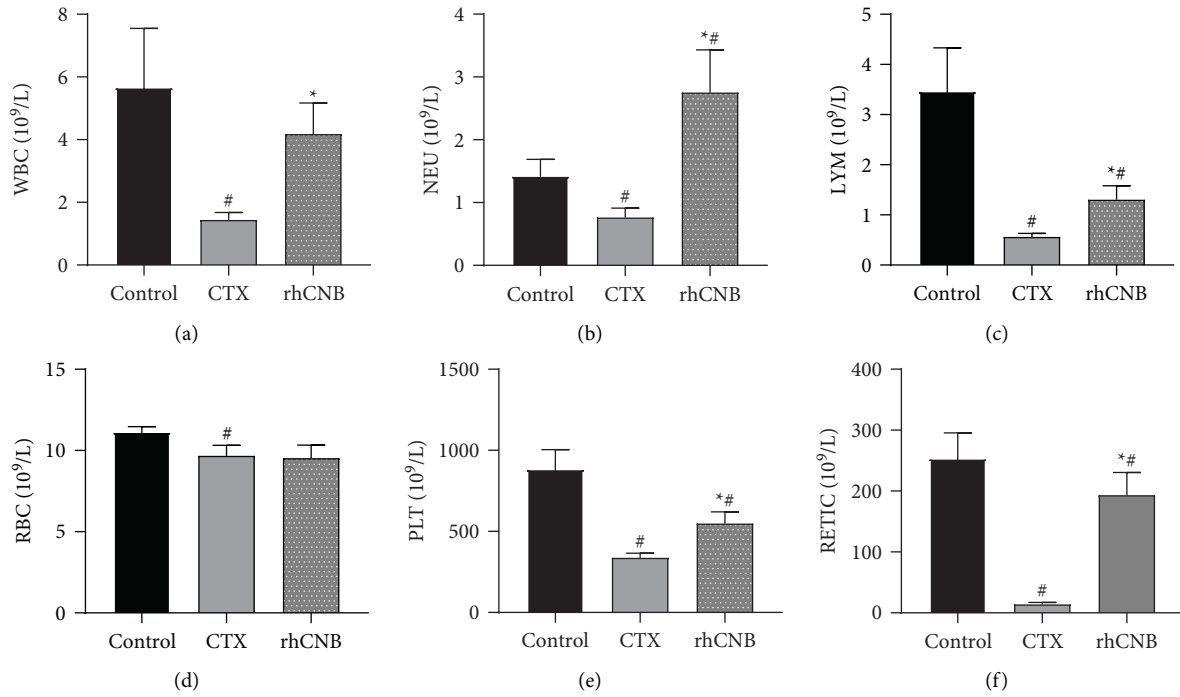 WBC (10⁹/L)
8
6
4
2
0
#
*
Control CTX rhCNB
(a)
NEU (10⁹/L)
4
3
2
1
0
#
*#
Control CTX rhCNB
(b)
LYM (10⁹/L)
5
4
3
2
1
0
#
*#
Control CTX rhCNB
(c)
RBC (10⁹/L)
15
10
5
0
#
Control CTX rhCNB
(d)
PLT (10⁹/L)
1500
1000
500
0
#
*#
Control CTX rhCNB
(e)
RETIC (10⁹/L)
400
300
200
100
0
#
*#
Control CTX rhCNB
(f)